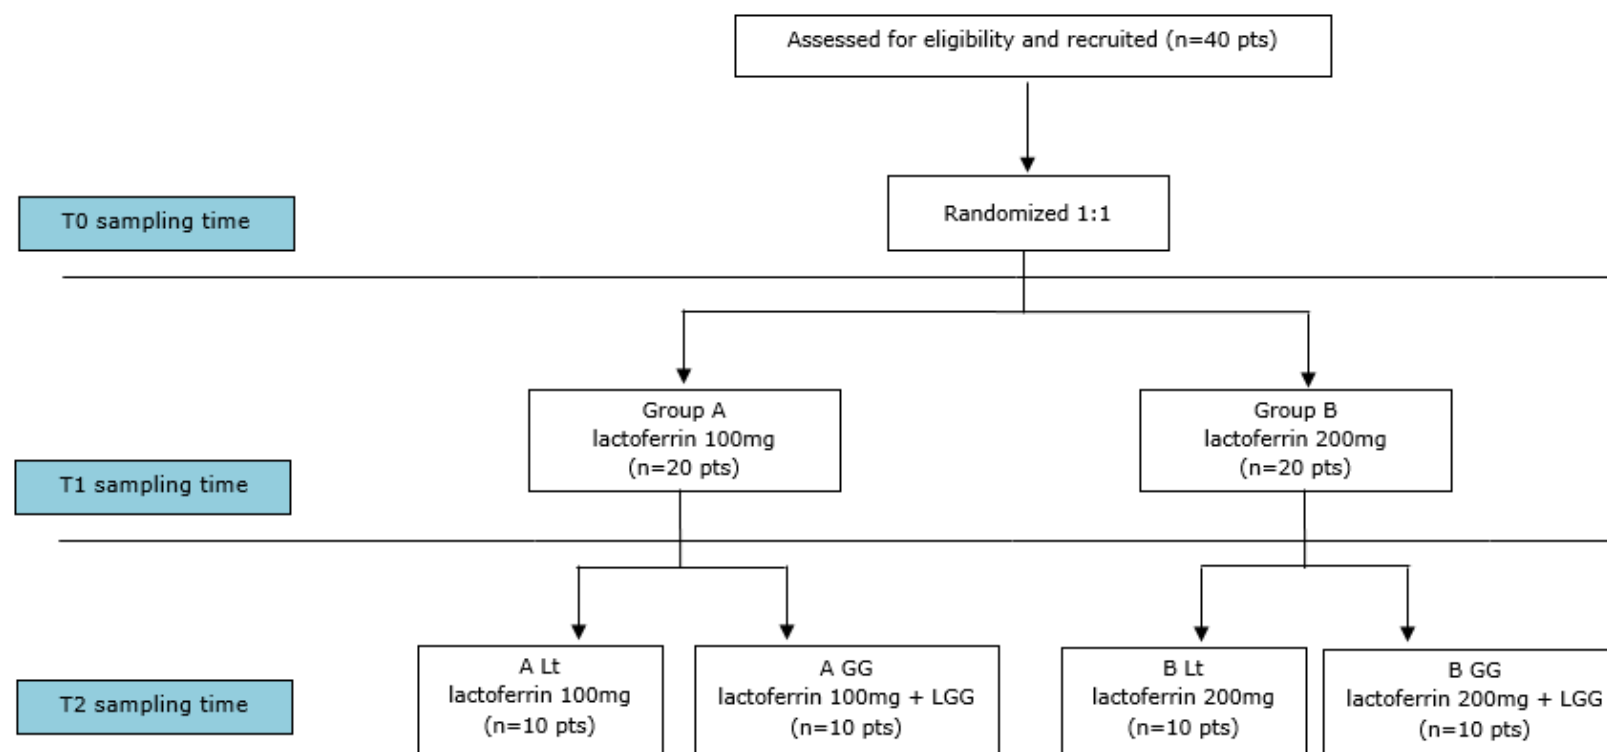 Assessed for eligibility and recruited (n=40 pts)
T0 sampling time
Randomized 1:1
Group A
lactoferrin 100mg
(n=20 pts)
Group B
lactoferrin 200mg
(n=20 pts)
T1 sampling time
A Lt
lactoferrin 100mg
(n=10 pts)
A GG
lactoferrin 100mg + LGG
(n=10 pts)
B Lt
lactoferrin 200mg
(n=10 pts)
B GG
lactoferrin 200mg + LGG
(n=10 pts)
T2 sampling time